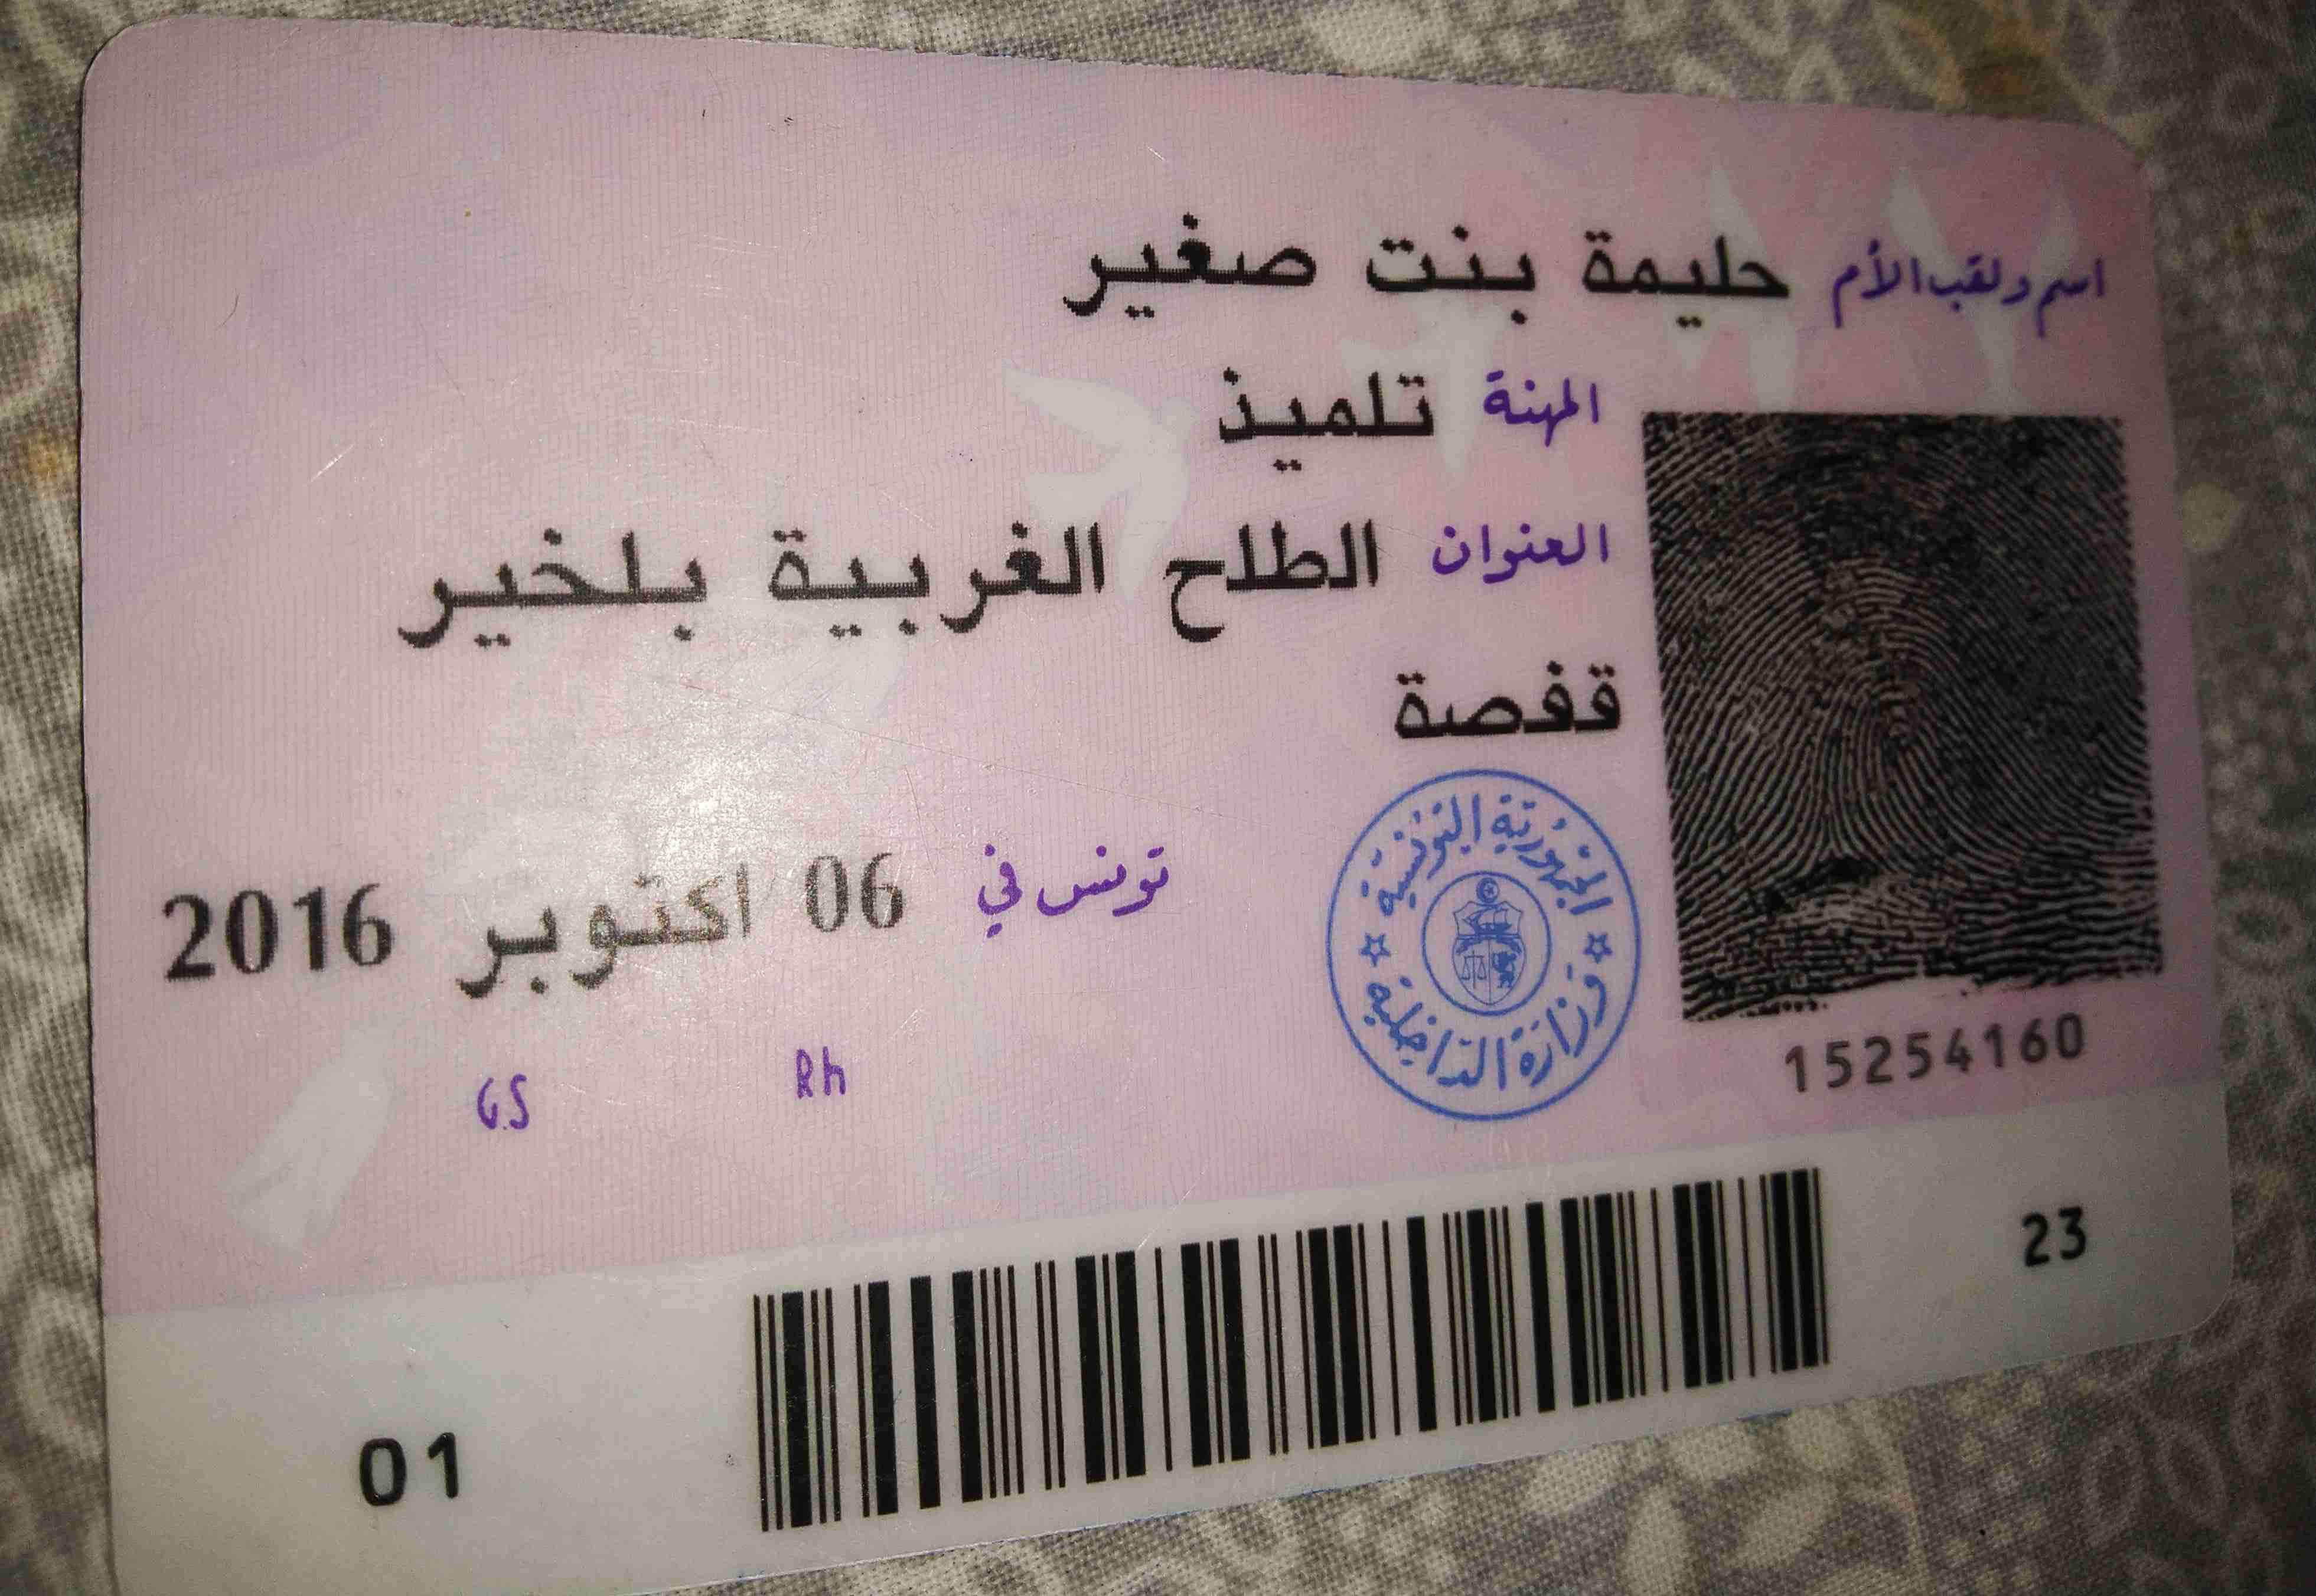 اسم ولقب الأم حليمة بنت صغير
المهنة تلميذ
العنوان الطلاح الغربية بلخير
قفصة
تونس في 06 اكتوبر 2016
الجمهورية التونسية
وزارة الداخلية
15254160
Rh
G.S
23
01